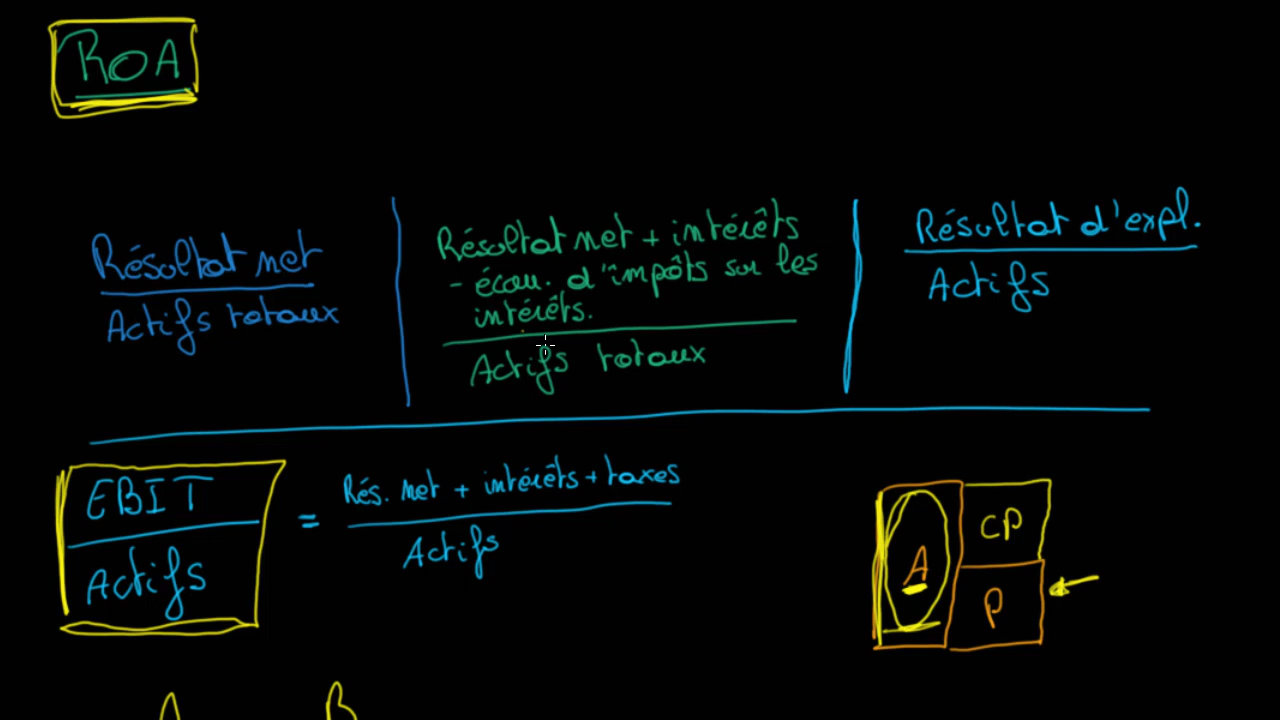 ROA
Résultat net
Actifs totaux
Résultat net + intérêts
- écon. d'impôts sur les
intérêts.
Actifs totaux
Résultat d'expl.
Actifs
EBIT
Actifs
=
Rés. net + intérêts + taxes
Actifs
A
CP
P
A
B